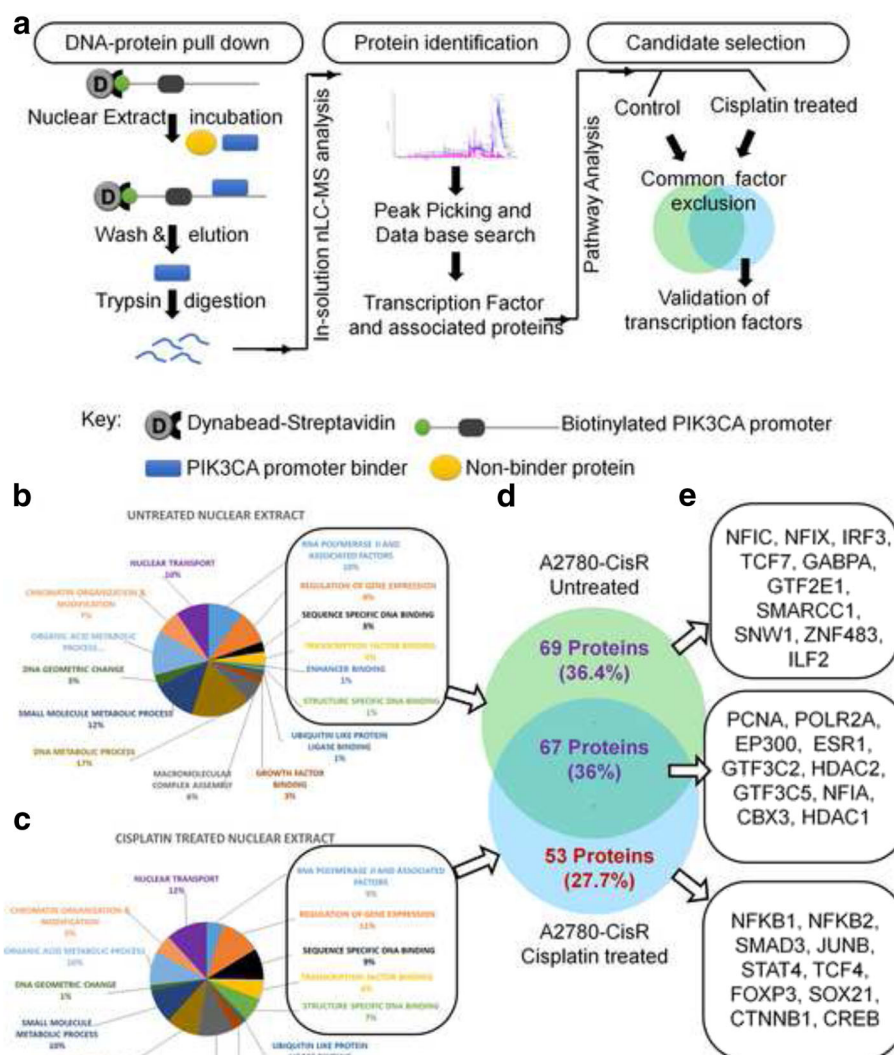 a
DNA-protein pull down
Protein identification
Candidate selection
D
Nuclear Extract incubation
D
Wash & elution
Trypsin digestion
In-solution nLC-MS analysis
Peak Picking and
Data base search
Transcription Factor
and associated proteins
Pathway Analysis
Control
Cisplatin treated
Common factor
exclusion
Validation of
transcription factors
Key:
D
Dynabead-Streptavidin
Biotinylated PIK3CA promoter
PIK3CA promoter binder
Non-binder protein
b
UNTREATED NUCLEAR EXTRACT
RNA POLYMERASE II AND
ASSOCIATED FACTORS
10%
NUCLEAR TRANSPORT
10%
REGULATION OF GENE EXPRESSION
CHROMATIN ORGANIZATION &
MODIFICATION
7%
SEQUENCE SPECIFIC DNA BINDING
3%
ORGANIC ACID METABOLIC
PROCESS...
TRANSCRIPTION FACTOR BINDING
ENHANCER BINDING
1%
DNA GEOMETRIC CHANGE
3%
STRUCTURE SPECIFIC DNA BINDING
1%
SMALL MOLECULE METABOLIC PROCESS
12%
UBIQUITIN LIKE PROTEIN
LIGASE BINDING
1%
DNA METABOLIC PROCESS
17%
MACROMOLECULAR
COMPLEX ASSEMBLY
6%
GROWTH FACTOR
BINDING
3%
c
CISPLATIN TREATED NUCLEAR EXTRACT
RNA POLYMERASE II AND ASSOCIATED
FACTORS
5%
NUCLEAR TRANSPORT
12%
REGULATION OF GENE EXPRESSION
11%
CHROMATIN ORGANISATION &
MODIFICATION
5%
SEQUENCE SPECIFIC DNA BINDING
9%
ORGANIC ACID METABOLIC PROCESS
10%
TRANSCRIPTION FACTOR BINDING
6%
DNA GEOMETRIC CHANGE
1%
STRUCTURE SPECIFIC DNA BINDING
7%
SMALL MOLECULE
METABOLIC PROCESS
10%
UBIQUITIN LIKE PROTEIN
d
A2780-CisR
Untreated
69 Proteins
(36.4%)
67 Proteins
(36%)
53 Proteins
(27.7%)
A2780-CisR
Cisplatin treated
e
NFIC, NFIX, IRF3,
TCF7, GABPA,
GTF2E1,
SMARCC1,
SNW1, ZNF483,
ILF2
PCNA, POLR2A,
EP300, ESR1,
GTF3C2, HDAC2,
GTF3C5, NFIA,
CBX3, HDAC1
NFKB1, NFKB2,
SMAD3, JUNB,
STAT4, TCF4,
FOXP3, SOX21,
CTNNB1, CREB